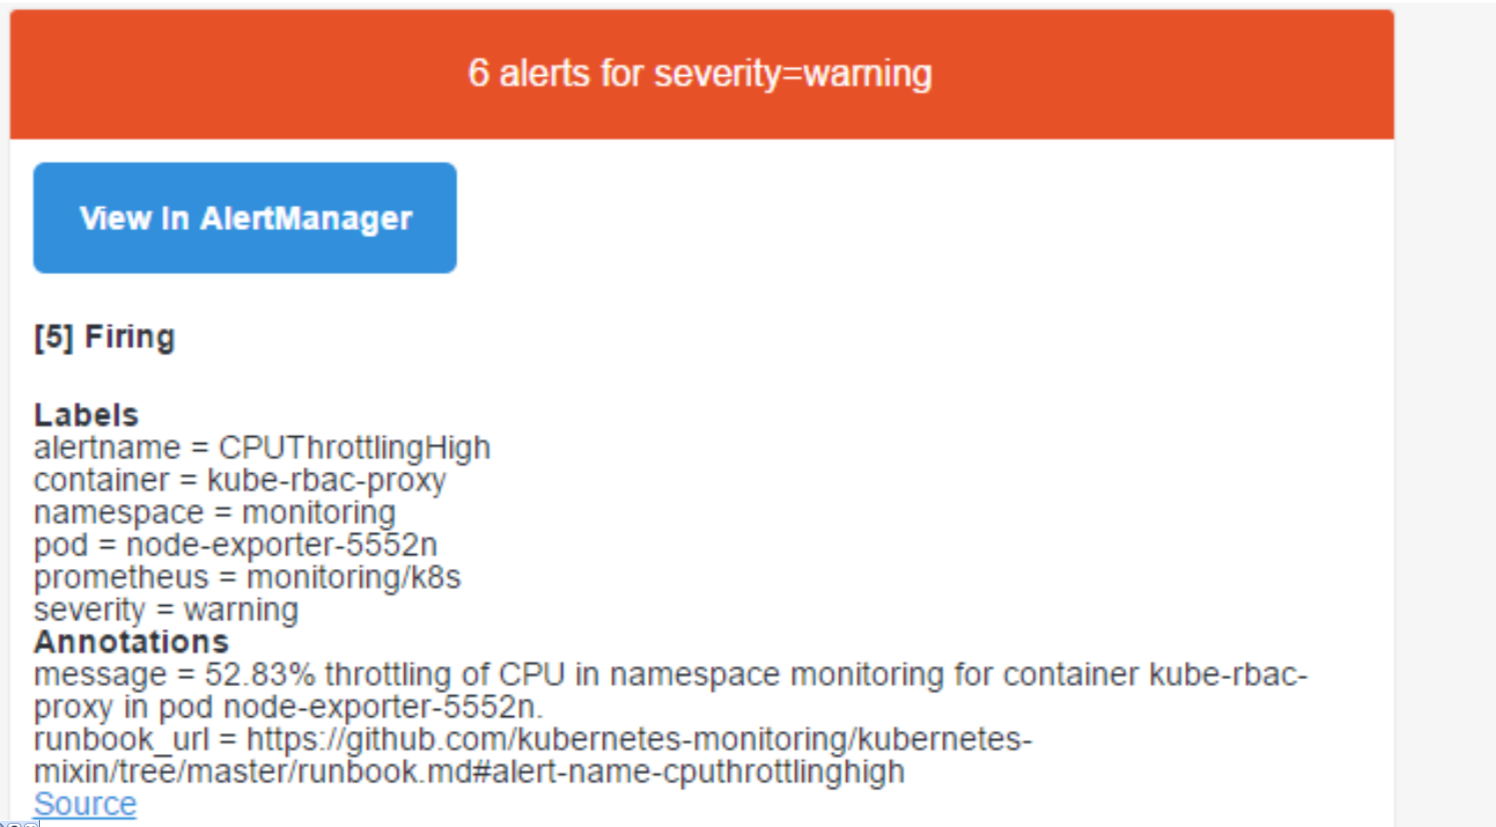 6 alerts for severity=warning
View in AlertManager
[5] Firing
Labels
alertname = CPUThrottlingHigh
container = kube-rbac-proxy
namespace = monitoring
pod = node-exporter-5552n
prometheus = monitoring/k8s
severity = warning
Annotations
message = 52.83% throttling of CPU in namespace monitoring for container kube-rbac-
proxy in pod node-exporter-5552n.
runbook_url = https://github.com/kubernetes-monitoring/kubernetes-
mixin/tree/master/runbook.md#alert-name-cputhrottlinghigh
Source